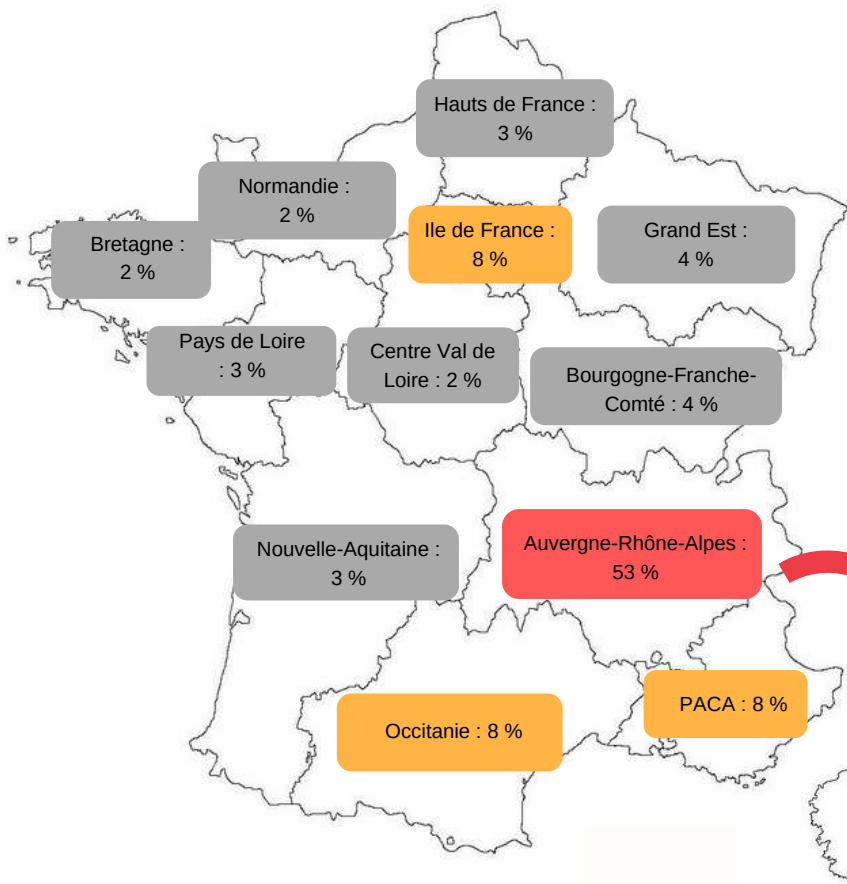 Hauts de France :
3 %
Normandie :
2 %
Ile de France :
8 %
Grand Est :
4 %
Bretagne :
2 %
Pays de Loire
: 3 %
Centre Val de
Loire : 2 %
Bourgogne-Franche-
Comté : 4 %
Nouvelle-Aquitaine :
3 %
Auvergne-Rhône-Alpes :
53 %
Occitanie : 8 %
PACA : 8 %